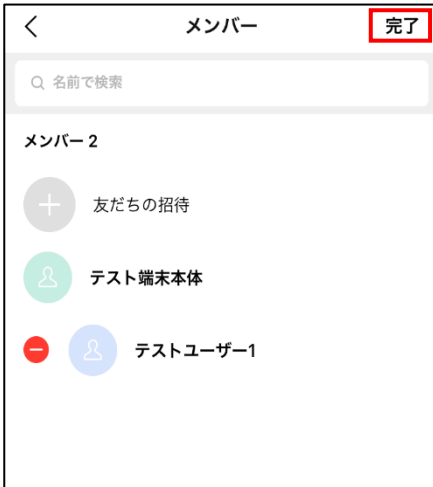 メンバー
完了
名前で検索
メンバー 2
友だちの招待
テスト端末本体
テストユーザー1